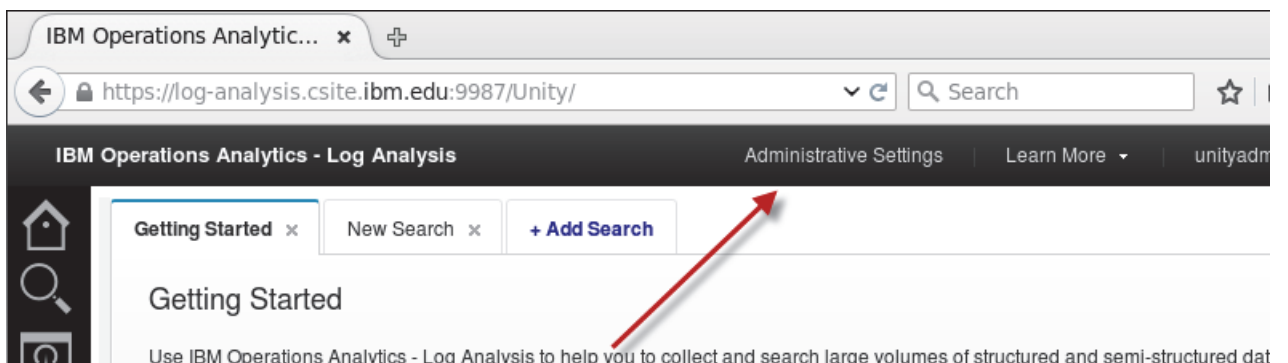 IBM Operations Analytic...
https://log-analysis.csite.ibm.edu:9987/Unity/ Search
IBM Operations Analytics - Log Analysis Administrative Settings Learn More unityadm
Getting Started New Search + Add Search
Getting Started
Use IBM Operations Analytics - Log Analysis to help you to collect and search large volumes of structured and semi-structured dat